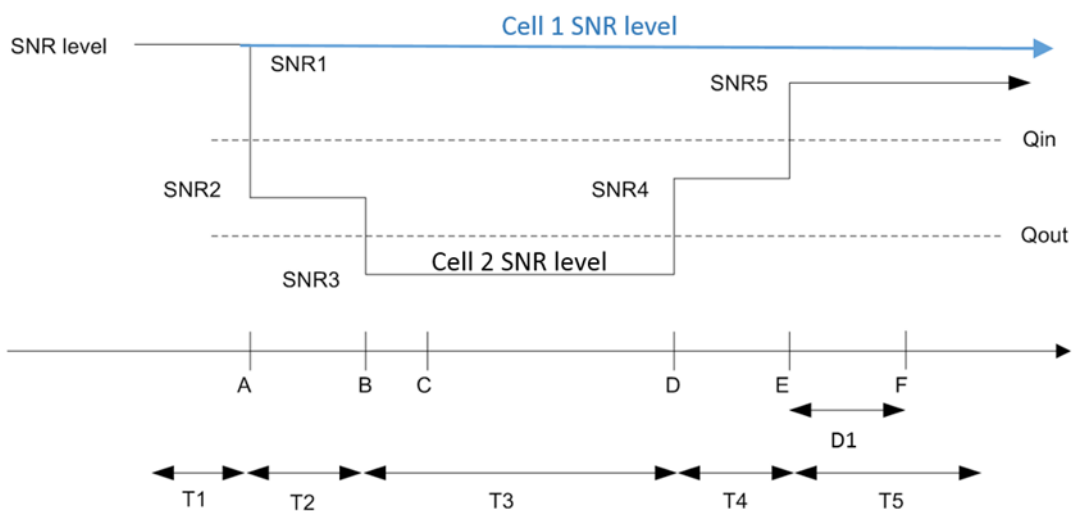 Cell 1 SNR level
SNR level
SNR1
SNR5
Qin
SNR2
SNR4
Qout
Cell 2 SNR level
SNR3
A B C D E F
D1
T1 T2 T3 T4 T5